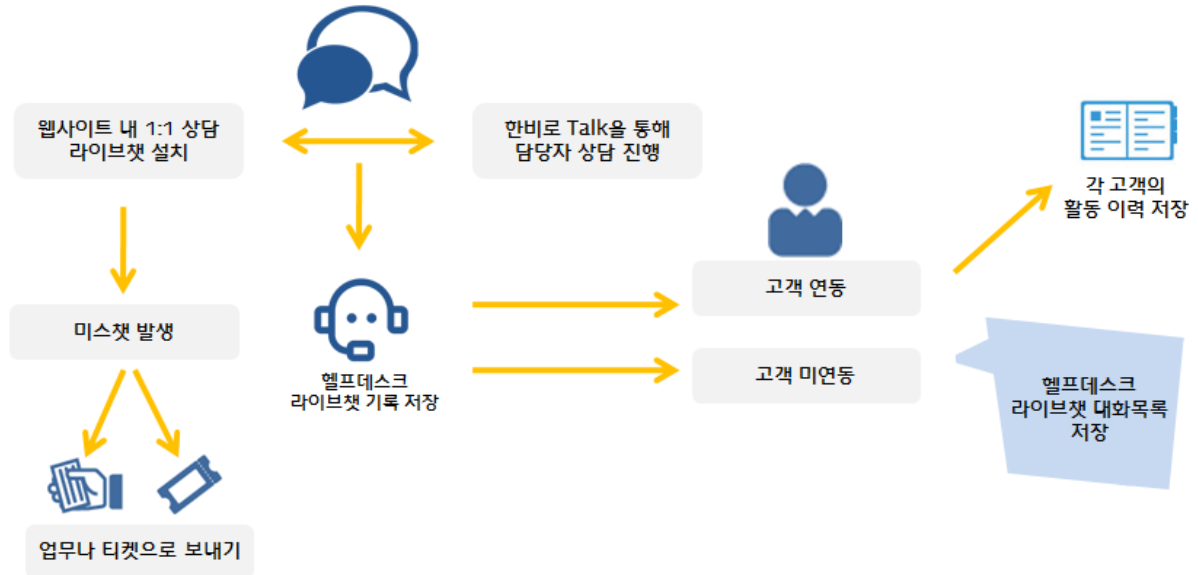 웹사이트 내 1:1 상담
라이브챗 설치
한비로 Talk을 통해
담당자 상담 진행
각 고객의
활동 이력 저장
고객 연동
미스챗 발생
헬프데스크
라이브챗 기록 저장
고객 미연동
헬프데스크
라이브챗 대화목록
저장
업무나 티켓으로 보내기